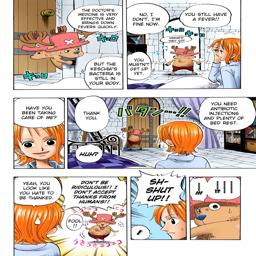 YOU STILL HAVE
A FEVER!!
NO, I
DON'T. I'M
FINE NOW.
YOU
MUSTN'T
GET UP
YET.
THE DOCTOR'S
MEDICINE IS
VERY EFFECTIVE
AND BRINGS
DOWN FEVERS
QUICKLY!
BUT THE
KESCHIA'S
BACTERIA IS
STILL IN
YOUR BODY.
YOU NEED
ANTIBIOTIC
INJECTIONS
AND PLENTY OF
BED REST.
バタン―!!
THANK
YOU.
HUH?
HAVE YOU
BEEN TAKING
CARE OF ME?
!!!
SH-
SHUT
UP!
!!
DON'T BE
RIDICULOUS!! I
DON'T ACCEPT
THANKS FROM
HUMANS!!
FOOL
!!
YEAH, YOU
LOOK LIKE
YOU HATE TO
BE THANKED.